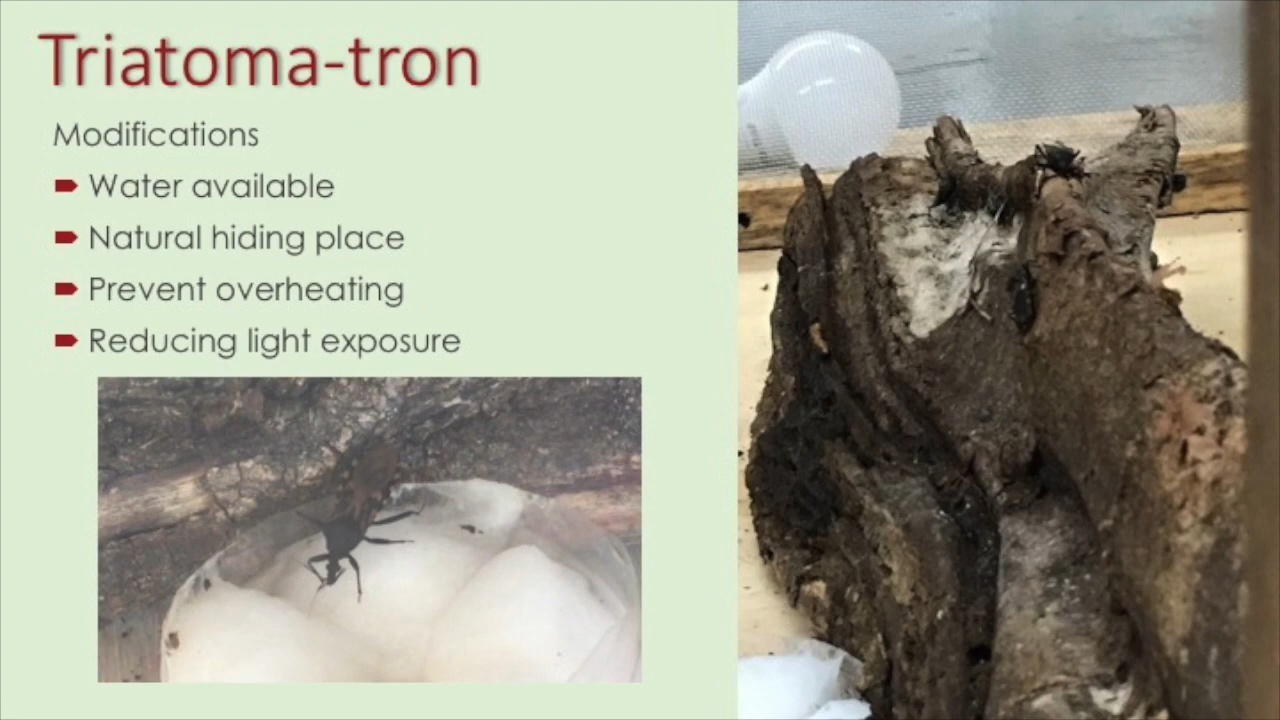 Triatoma-tron
Modifications
Water available
Natural hiding place
Prevent overheating
Reducing light exposure